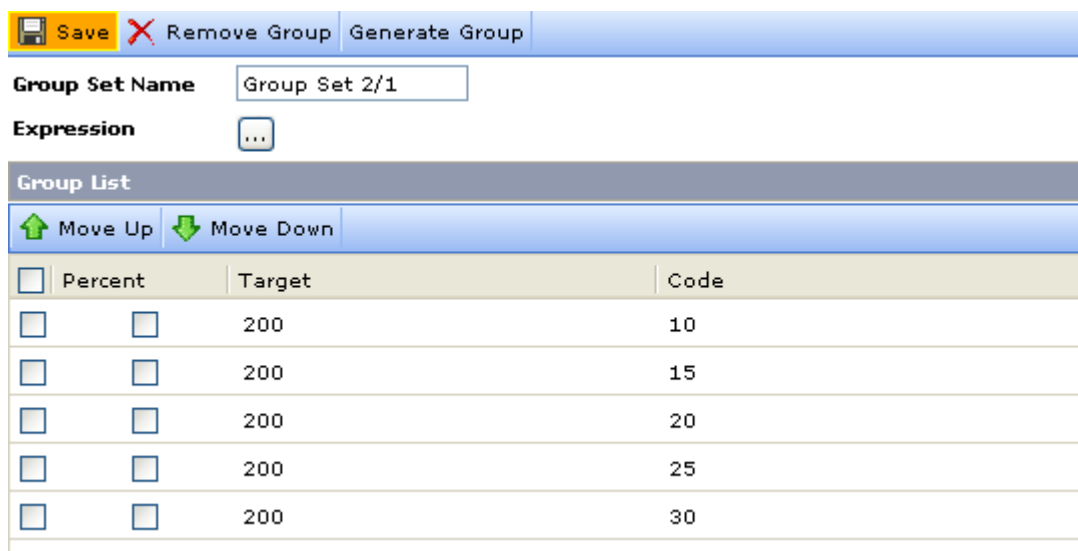 Save Remove Group Generate Group
Group Set Name Group Set 2/1
Expression ...
Group List
Move Up Move Down
Percent Target Code
200 10
200 15
200 20
200 25
200 30